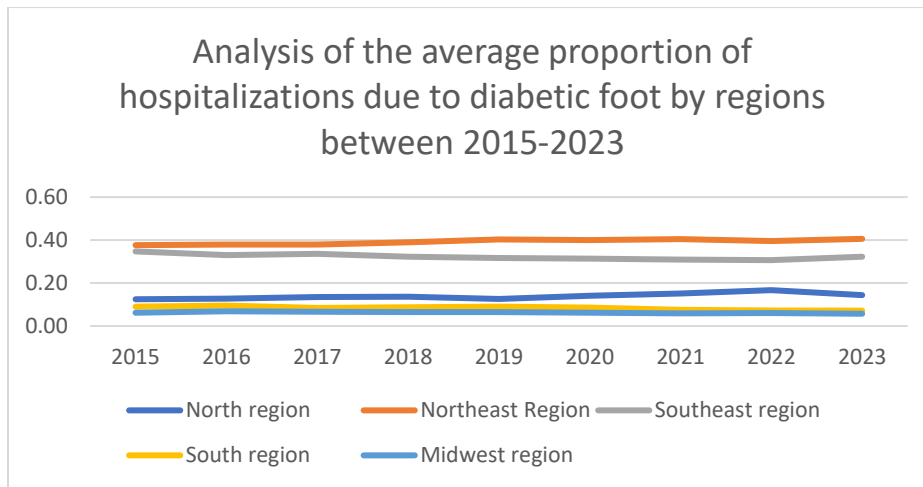 Analysis of the average proportion of
hospitalizations due to diabetic foot by regions
between 2015-2023
0.60
0.40
0.20
0.00
2015 2016 2017 2018 2019 2020 2021 2022 2023
North region Northeast Region Southeast region
South region Midwest region